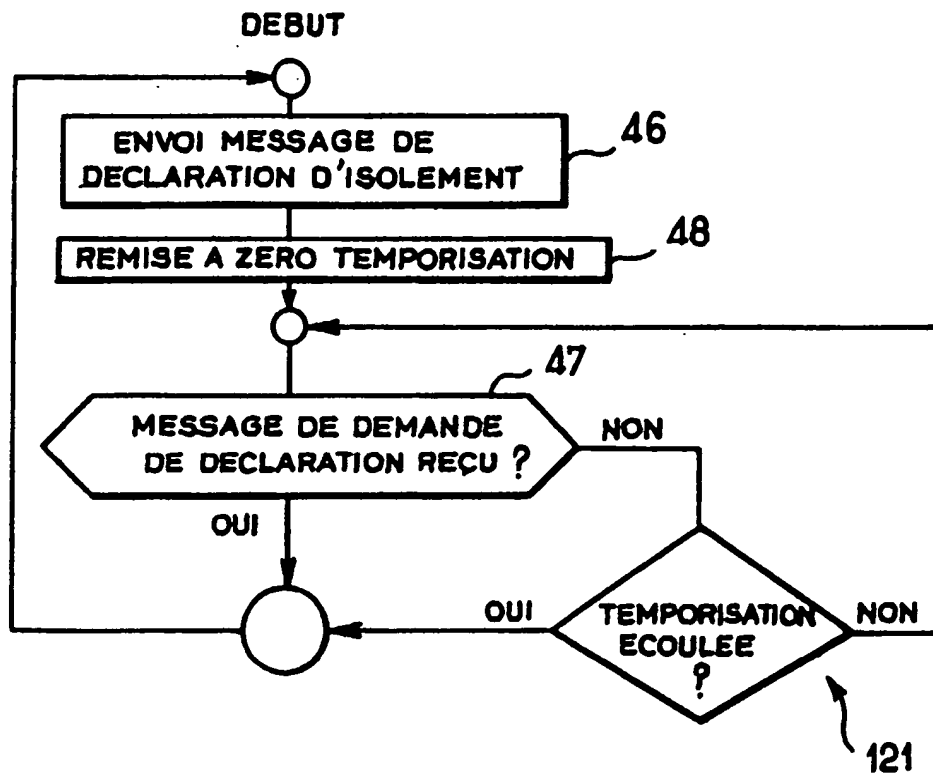 DEBUT
ENVOI MESSAGE DE
DECLARATION D'ISOLEMENT
46
REMISE A ZERO TEMPORISATION
48
47
MESSAGE DE DEMANDE
DE DECLARATION REÇU ?
NON
OUI
OUI
TEMPORISATION
ECOULEE
?
NON
121